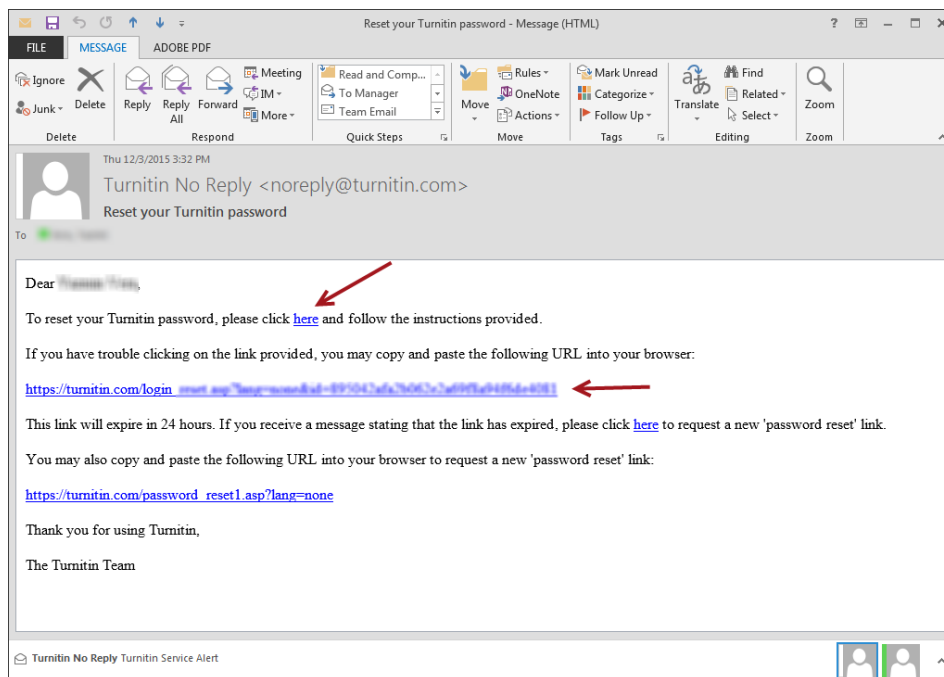 Reset your Turnitin password - Message (HTML)
?
FILE MESSAGE ADOBE PDF
Ignore
Junk
Delete
Reply
Reply All
Forward
Meeting
IM
More
Read and Comp...
To Manager
Team Email
Move
Rules
OneNote
Actions
Mark Unread
Categorize
Follow Up
Translate
Find
Related
Select
Zoom
Delete Respond Quick Steps Move Tags Editing Zoom
Thu 12/3/2015 3:32 PM
Turnitin No Reply <noreply@turnitin.com>
Reset your Turnitin password
To
Dear
To reset your Turnitin password, please click here and follow the instructions provided.
If you have trouble clicking on the link provided, you may copy and paste the following URL into your browser:
https://turnitin.com/login
This link will expire in 24 hours. If you receive a message stating that the link has expired, please click here to request a new 'password reset' link.
You may also copy and paste the following URL into your browser to request a new 'password reset' link:
https://turnitin.com/password_reset1.asp?lang=none
Thank you for using Turnitin,
The Turnitin Team
Turnitin No Reply Turnitin Service Alert